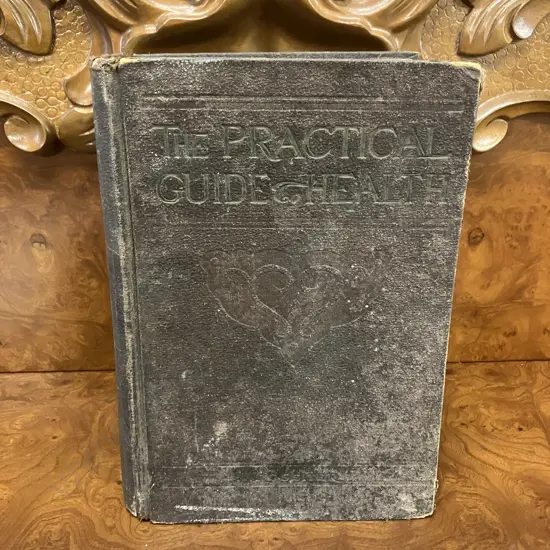 THE PRACTICAL
GUIDE TO HEALTH